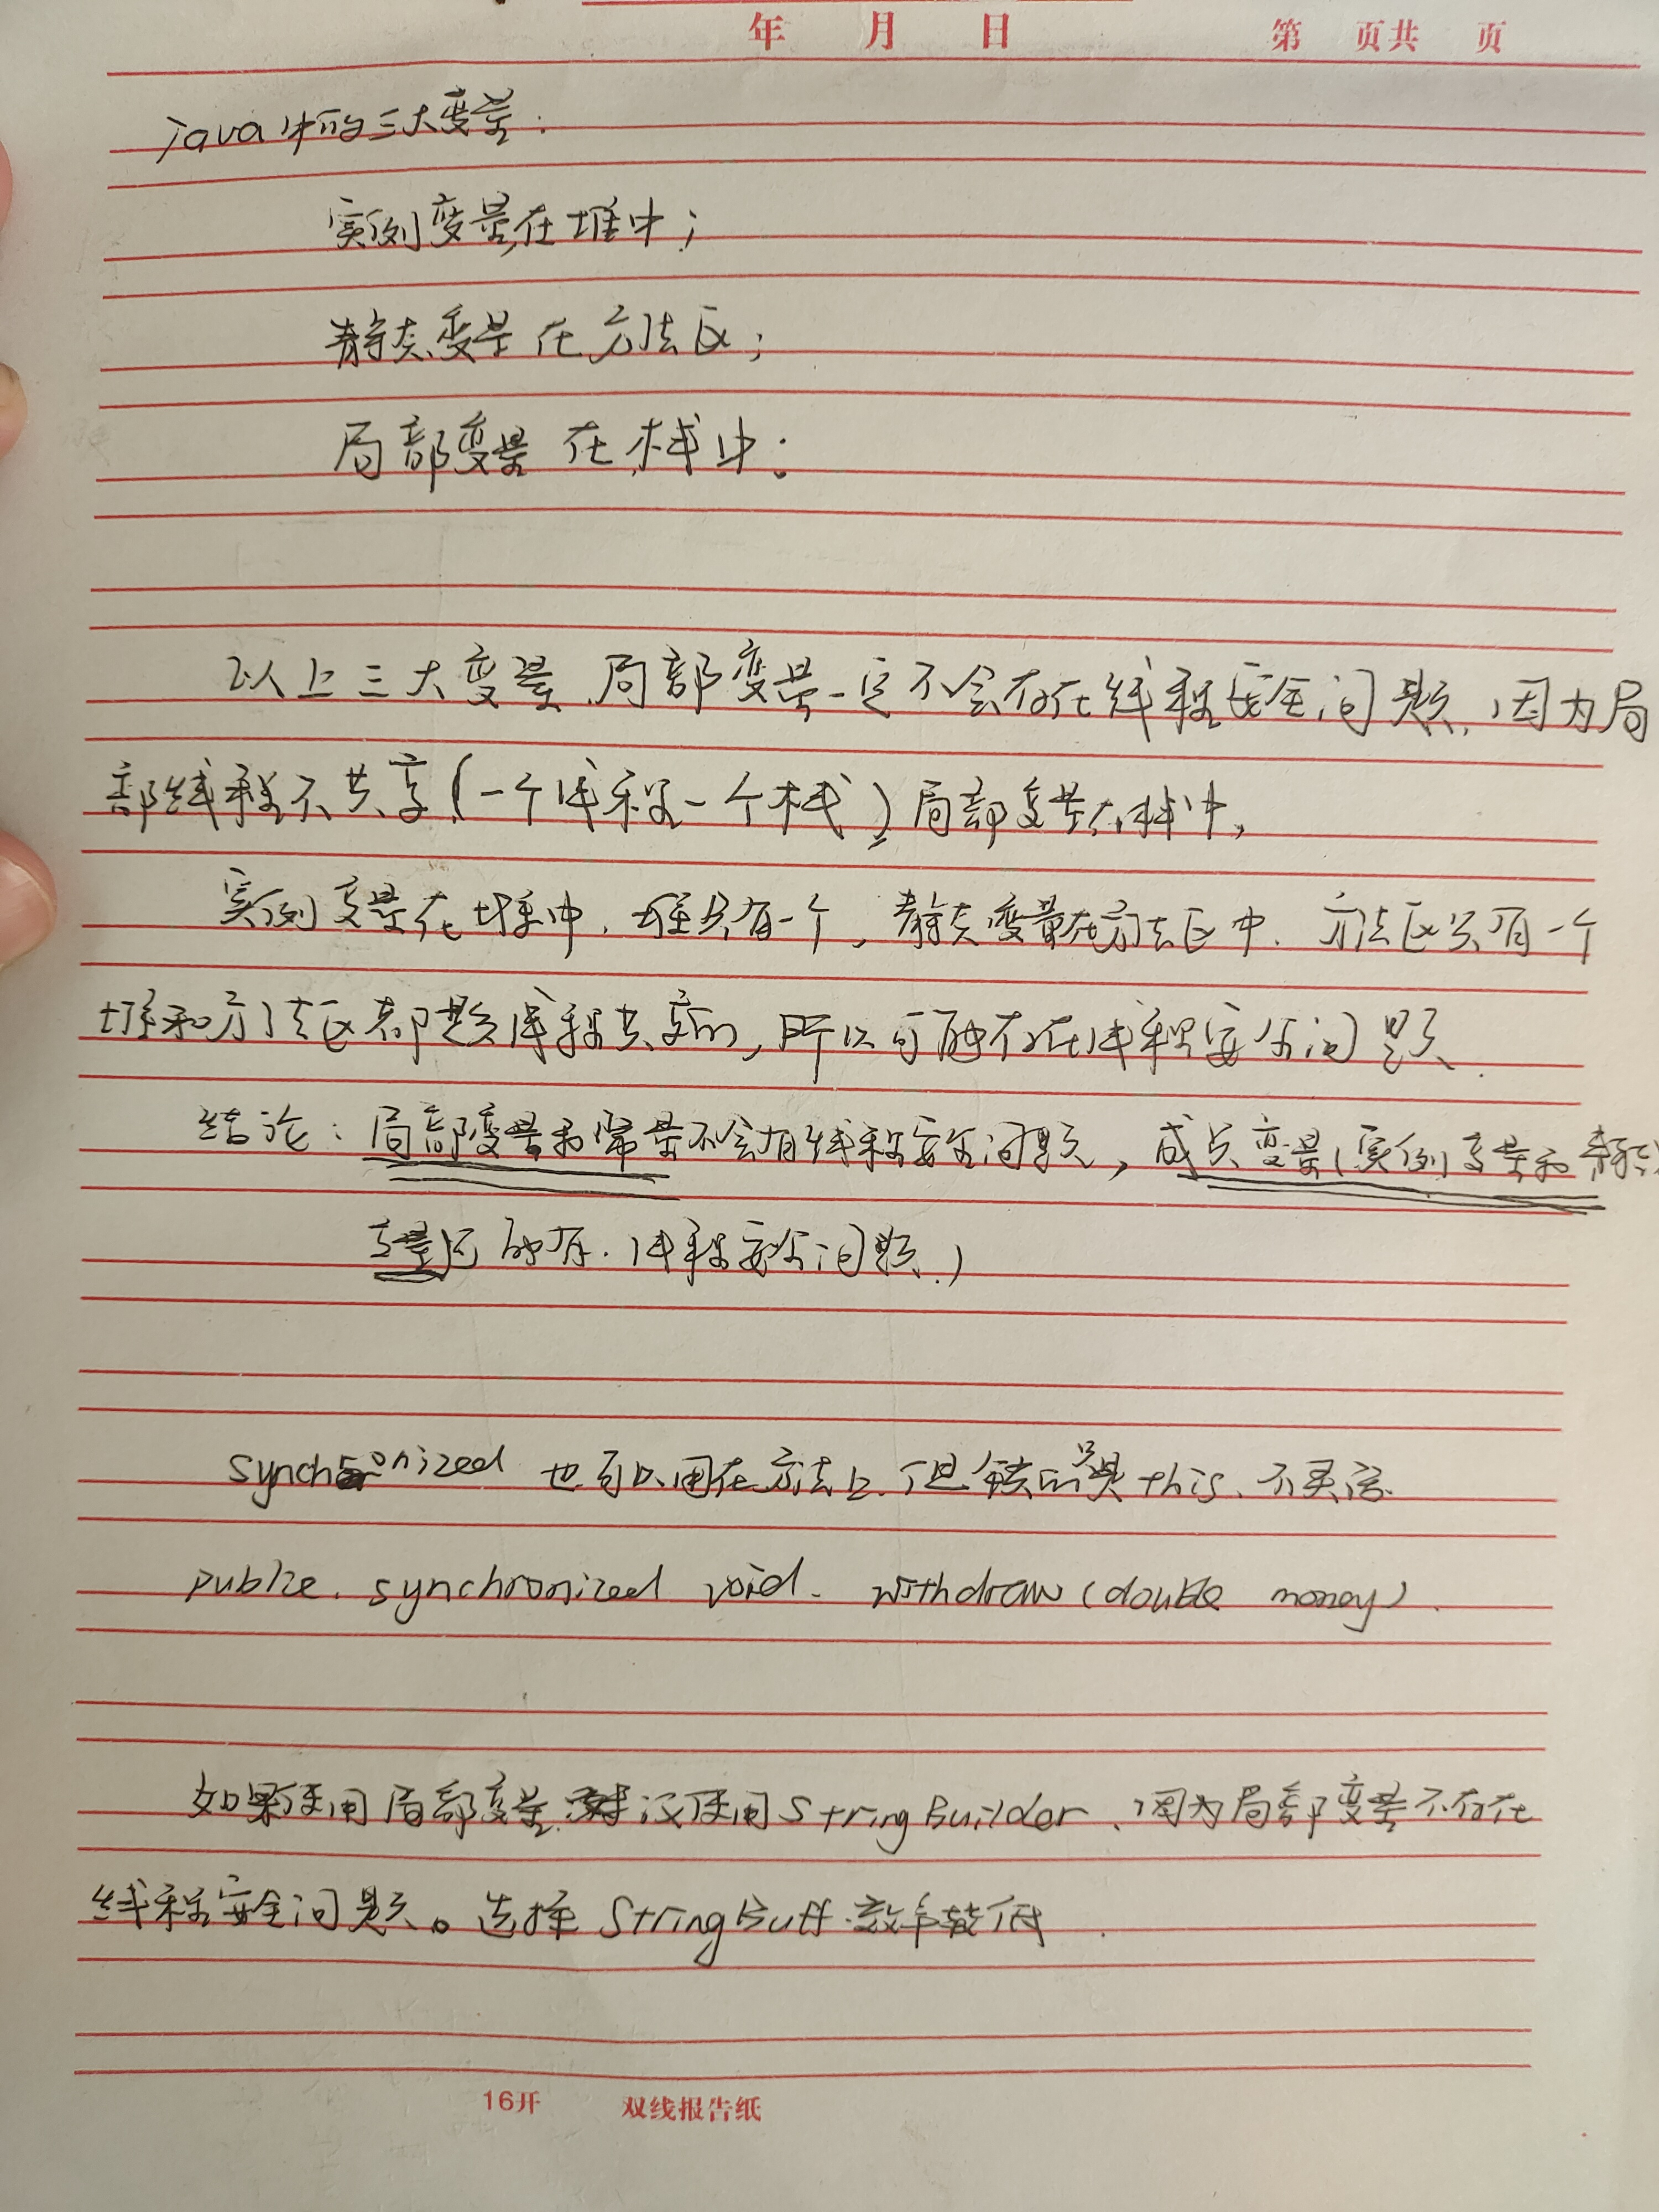 年 月 日 第 页共 页
Java中的三大变量:
实例变量在堆中;
静态变量在方法区;
局部变量在栈中。
以上三大变量,局部变量一定不会存在线程安全问题,因为局
部线程不共享(一个线程一个栈)局部变量在栈中,
实例变量在堆中,堆只有一个,静态变量在方法区中,方法区只有一个
堆和方法区都是线程共享的,所以可能存在线程安全问题.
结论:局部变量和常量不会有线程安全问题,成员变量(实例变量和静态
变量可能有.线程安全问题.)
synchronized 也可以用在方法上,但锁的只是this、不灵活.
public synchronized void withdraw(double money).
如果使用局部变量 建议使用StringBuilder、因为局部变量不存在
线程安全问题。选择 StringBuff 效率较低.
16开 双线报告纸